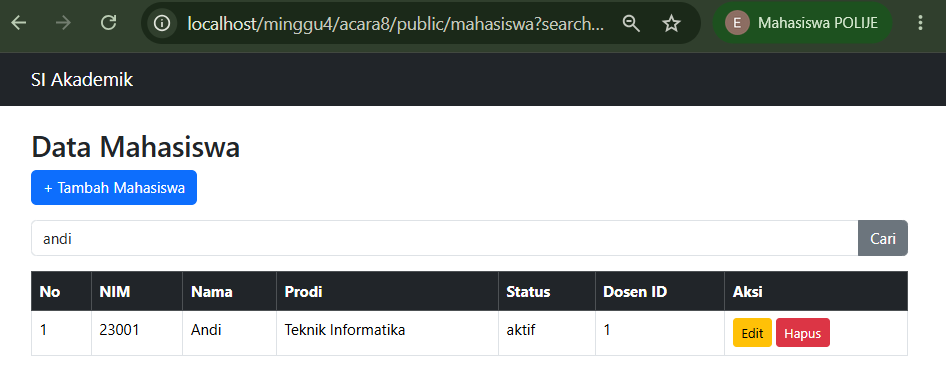 localhost/minggu4/acara8/public/mahasiswa?search...
E
Mahasiswa POLIJE
SI Akademik
Data Mahasiswa
+ Tambah Mahasiswa
andi
Cari
No NIM Nama Prodi Status Dosen ID Aksi
1 23001 Andi Teknik Informatika aktif 1 Edit Hapus